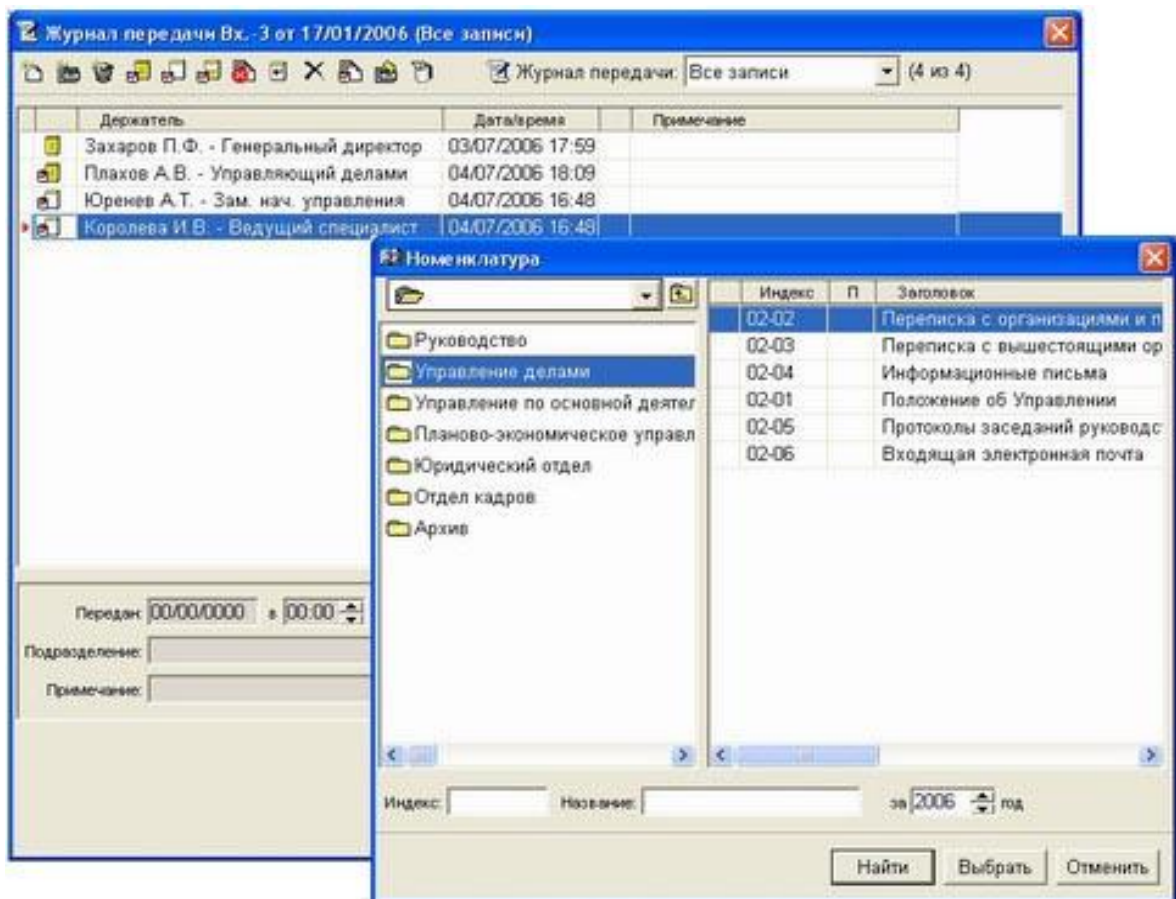 Журнал передачи Вх. -3 от 17/01/2006 (Все записи)
Журнал передачи: Все записи (4 из 4)
Держатель Дата/время Примечание
Захаров П.Ф. - Генеральный директор 03/07/2006 17:59
Плахов А.В. - Управляющий делами 04/07/2006 18:09
Юренев А.Т. - Зам. нач. управления 04/07/2006 16:48
Королева И.В. - Ведущий специалист 04/07/2006 16:48
Передан: 00/00/0000 в 00:00
Подразделение:
Примечание:
Номенклатура
Руководство
Управление делами
Управление по основной деятел
Планово-экономическое управл
Юридический отдел
Отдел кадров
Архив
Индекс П Заголовок
02-02 Переписка с организациями и п
02-03 Переписка с вышестоящими ор
02-04 Информационные письма
02-01 Положение об Управлении
02-05 Протоколы заседаний руководс
02-06 Входящая электронная почта
Индекс: Название: за 2006 год
Найти Выбрать Отменить